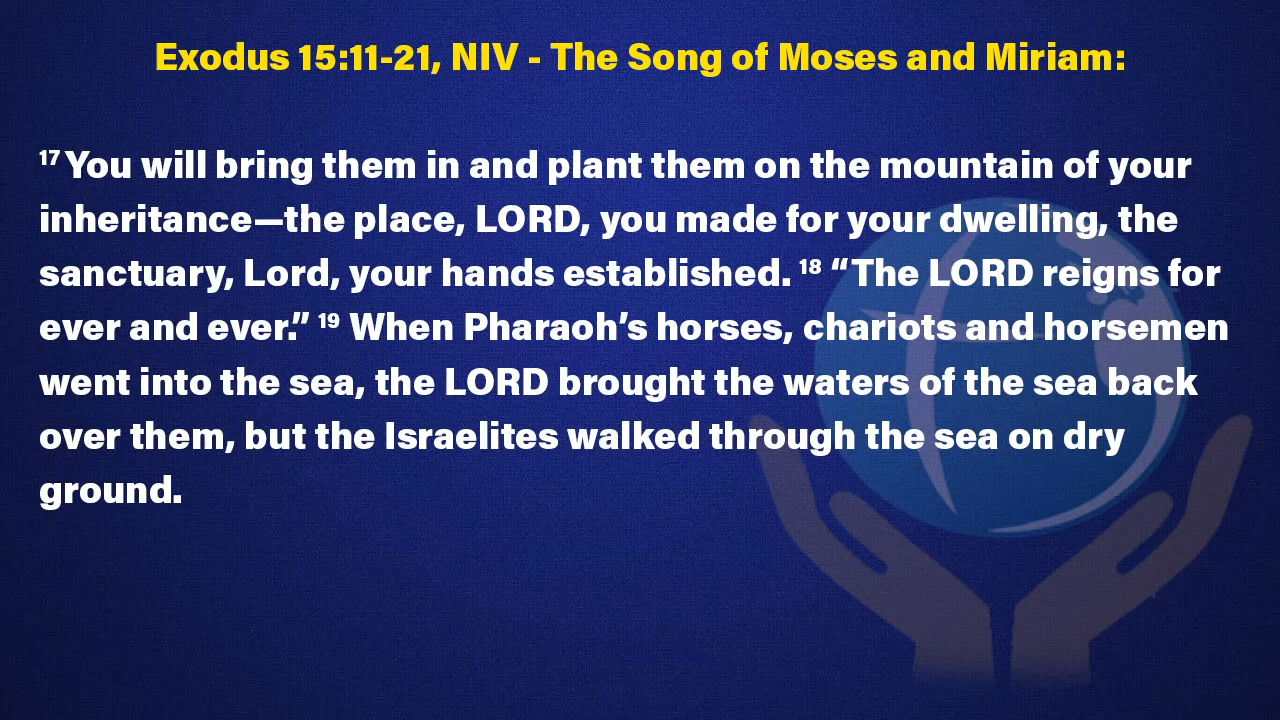 Exodus 15:11-21, NIV - The Song of Moses and Miriam:
17 You will bring them in and plant them on the mountain of your
inheritance—the place, LORD, you made for your dwelling, the
sanctuary, Lord, your hands established. 18 “The LORD reigns for
ever and ever.” 19 When Pharaoh’s horses, chariots and horsemen
went into the sea, the LORD brought the waters of the sea back
over them, but the Israelites walked through the sea on dry
ground.